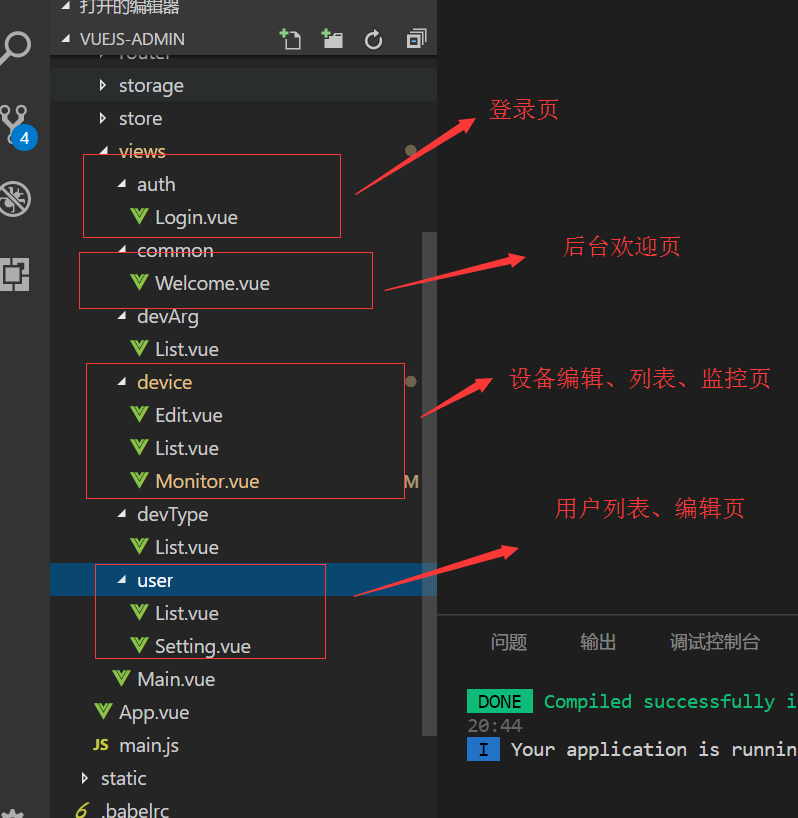 打开的编辑器
VUEJS-ADMIN
router
storage
store
4
views
auth
Login.vue
common
Welcome.vue
devArg
List.vue
device
Edit.vue
List.vue
Monitor.vue
M
devType
List.vue
user
List.vue
Setting.vue
Main.vue
App.vue
JS main.js
static
.babelrc
登录页
后台欢迎页
设备编辑、列表、监控页
用户列表、编辑页
问题 输出 调试控制台
DONE Compiled successfully i
20:44
I Your application is runnin